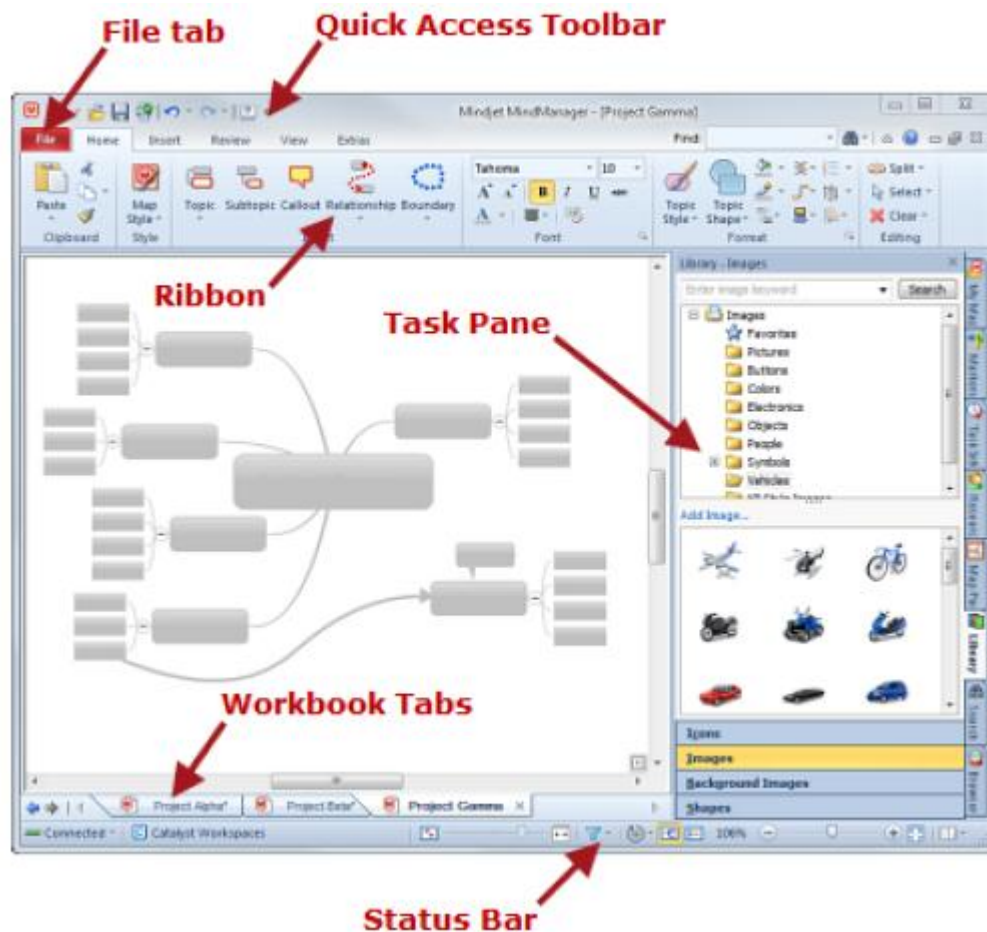 File tab
Quick Access Toolbar
Mindjet MindManager - [Project Gamma]
File Home Insert Review View Extras
Find:
Paste
Map Style
Topic Subtopic Callout Relationship Boundary
Tahoma 10
B I U abc
A
Topic Style
Topic Shape
Split
Select
Clear
Clipboard Style Font Format Editing
Ribbon
Task Pane
Library - Images
Enter image keyword Search
Images
Favorites
Pictures
Buttons
Colors
Electronics
Objects
People
Symbols
Vehicles
Add Image...
Library
Search
Browser
Workbook Tabs
Icons
Images
Background Images
Shapes
Project Alpha* Project Beta* Project Gamma
Connected Catalyst Workspaces 106%
Status Bar